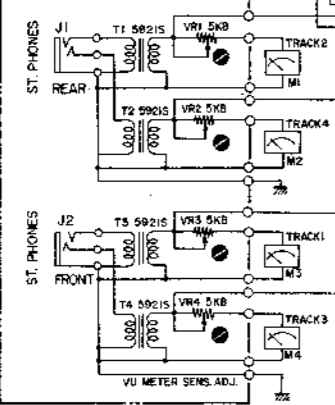 J1
T1 5921S
VR1 5KB
TRACK2
ST. PHONES
REAR
M1
T2 5921S
VR2 5KB
TRACK4
M2
J2
T3 5921S
VR3 5KB
TRACK1
ST. PHONES
FRONT
M3
T4 5921S
VR4 5KB
TRACK3
M4
VU METER SENS. ADJ.